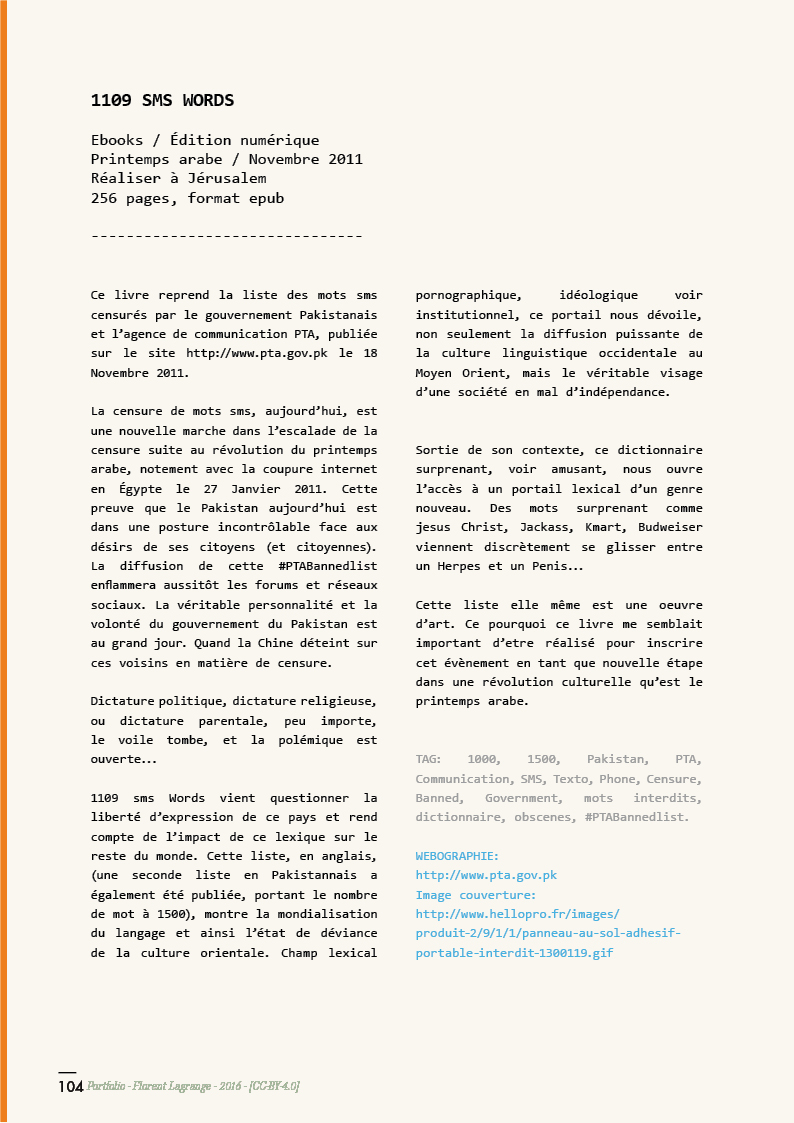 1109 SMS WORDS
Ebooks / Édition numérique
Printemps arabe / Novembre 2011
Réaliser à Jérusalem
256 pages, format epub
-------------------------------
Ce livre reprend la liste des mots sms
censurés par le gouvernement Pakistanais
et l’agence de communication PTA, publiée
sur le site http://www.pta.gov.pk le 18
Novembre 2011.
La censure de mots sms, aujourd’hui, est
une nouvelle marche dans l’escalade de la
censure suite au révolution du printemps
arabe, notement avec la coupure internet
en Égypte le 27 Janvier 2011. Cette
preuve que le Pakistan aujourd’hui est
dans une posture incontrôlable face aux
désirs de ses citoyens (et citoyennes).
La diffusion de cette #PTABannedlist
enflammera aussitôt les forums et réseaux
sociaux. La véritable personnalité et la
volonté du gouvernement du Pakistan est
au grand jour. Quand la Chine déteint sur
ces voisins en matière de censure.
Dictature politique, dictature religieuse,
ou dictature parentale, peu importe,
le voile tombe, et la polémique est
ouverte...
1109 sms Words vient questionner la
liberté d’expression de ce pays et rend
compte de l’impact de ce lexique sur le
reste du monde. Cette liste, en anglais,
(une seconde liste en Pakistannais a
également été publiée, portant le nombre
de mot à 1500), montre la mondialisation
du langage et ainsi l’état de déviance
de la culture orientale. Champ lexical
pornographique, idéologique voir
institutionnel, ce portail nous dévoile,
non seulement la diffusion puissante de
la culture linguistique occidentale au
Moyen Orient, mais le véritable visage
d’une société en mal d’indépendance.
Sortie de son contexte, ce dictionnaire
surprenant, voir amusant, nous ouvre
l’accès à un portail lexical d’un genre
nouveau. Des mots surprenant comme
jesus Christ, Jackass, Kmart, Budweiser
viennent discrètement se glisser entre
un Herpes et un Penis...
Cette liste elle même est une oeuvre
d’art. Ce pourquoi ce livre me semblait
important d’etre réalisé pour inscrire
cet évènement en tant que nouvelle étape
dans une révolution culturelle qu’est le
printemps arabe.
TAG: 1000, 1500, Pakistan, PTA,
Communication, SMS, Texto, Phone, Censure,
Banned, Government, mots interdits,
dictionnaire, obscenes, #PTABannedlist.
WEBOGRAPHIE:
http://www.pta.gov.pk
Image couverture:
http://www.hellopro.fr/images/
produit-2/9/1/1/panneau-au-sol-adhesif-
portable-interdit-1300119.gif
104 Portfolio - Florent Lagrange - 2016 - [CC-BY-4.0]